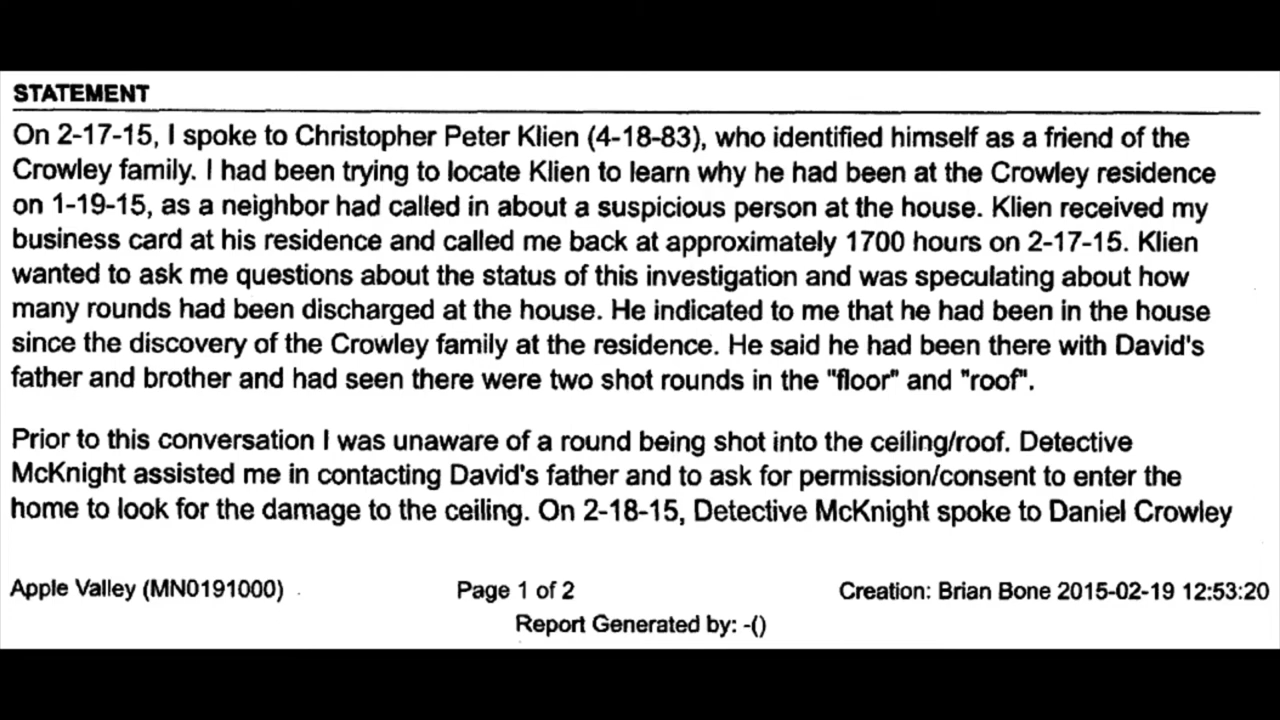 STATEMENT
On 2-17-15, I spoke to Christopher Peter Klien (4-18-83), who identified himself as a friend of the
Crowley family. I had been trying to locate Klien to learn why he had been at the Crowley residence
on 1-19-15, as a neighbor had called in about a suspicious person at the house. Klien received my
business card at his residence and called me back at approximately 1700 hours on 2-17-15. Klien
wanted to ask me questions about the status of this investigation and was speculating about how
many rounds had been discharged at the house. He indicated to me that he had been in the house
since the discovery of the Crowley family at the residence. He said he had been there with David's
father and brother and had seen there were two shot rounds in the "floor" and "roof".
Prior to this conversation I was unaware of a round being shot into the ceiling/roof. Detective
McKnight assisted me in contacting David's father and to ask for permission/consent to enter the
home to look for the damage to the ceiling. On 2-18-15, Detective McKnight spoke to Daniel Crowley
Apple Valley (MN0191000) Page 1 of 2 Creation: Brian Bone 2015-02-19 12:53:20
Report Generated by: -()